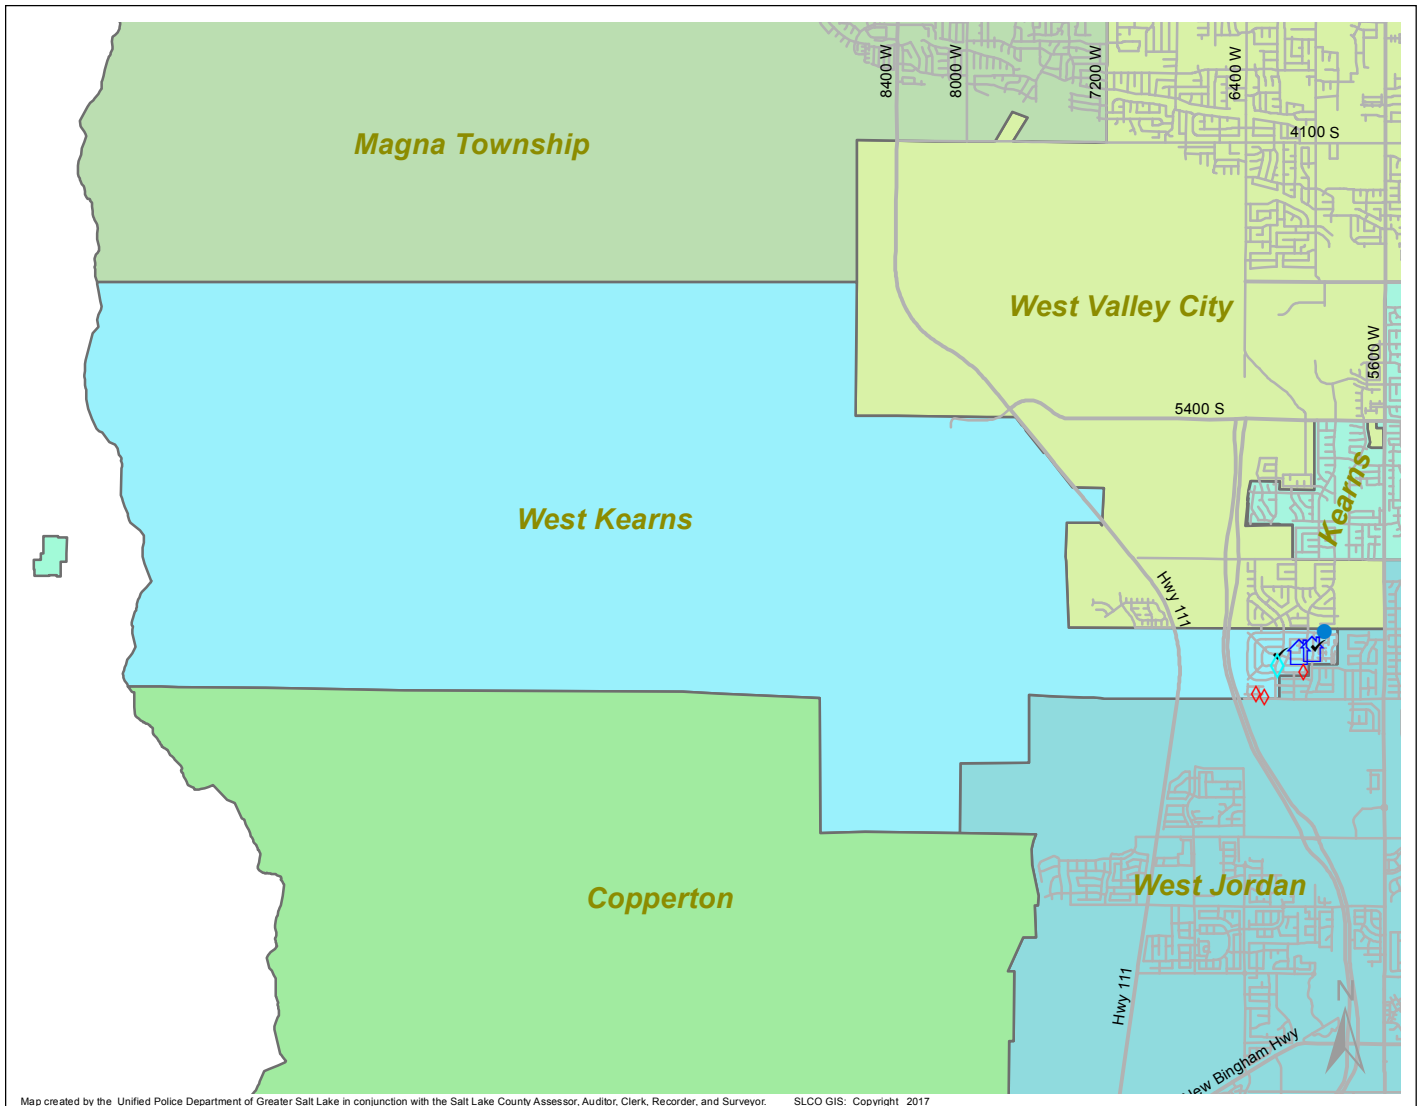 8400 W
8000 W
7200 W
6400 W
4100 S
Magna Township
West Valley City
5600 W
5400 S
Kearns
West Kearns
Hwy 111
West Jordan
Copperton
Hwy 111
N
New Bingham Hwy
Map created by the Unified Police Department of Greater Salt Lake in conjunction with the Salt Lake County Assessor, Auditor, Clerk, Recorder, and Surveyor. SLCO GIS: Copyright 2017